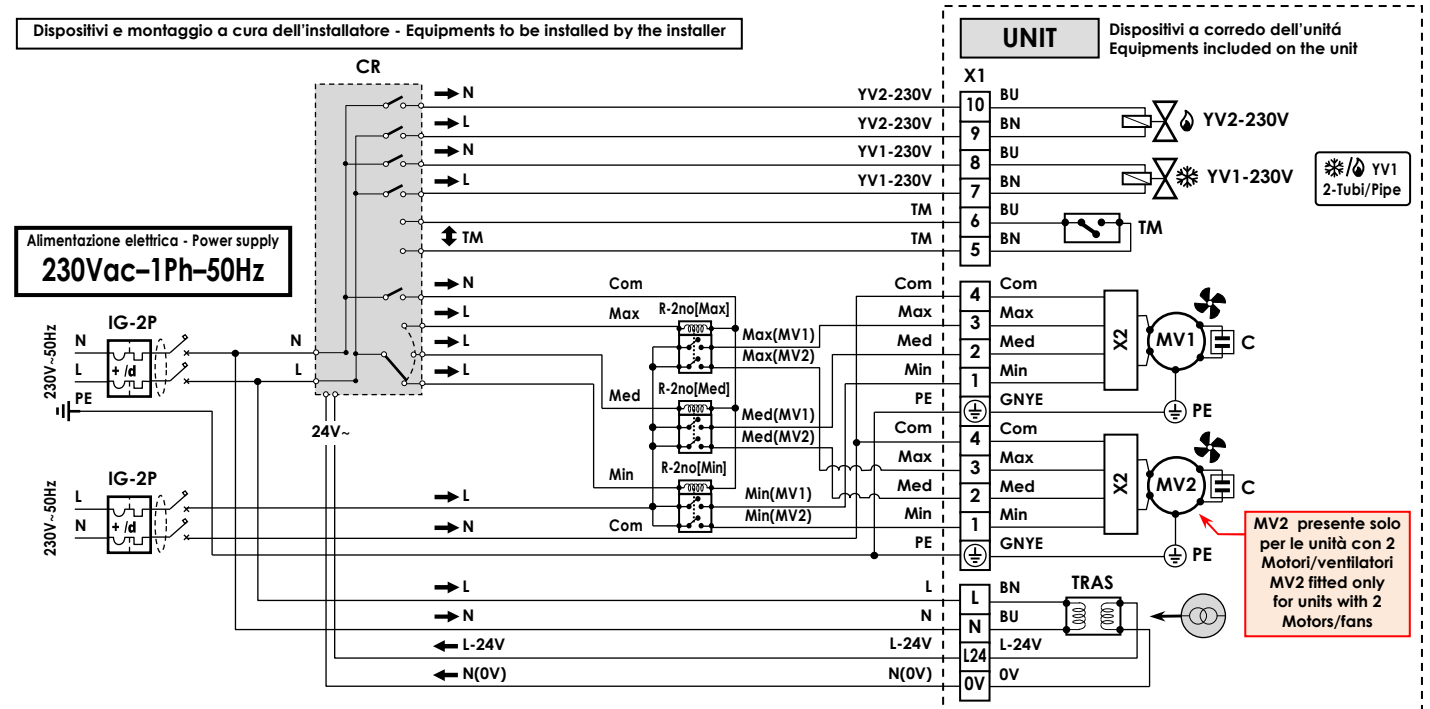 Dispositivi e montaggio a cura dell'installatore - Equipments to be installed by the installer
UNIT
Dispositivi a corredo dell'unitá
Equipments included on the unit
CR
X1
N
YV2-230V
10
BU
L
YV2-230V
9
BN
YV2-230V
N
YV1-230V
8
BU
L
YV1-230V
7
BN
YV1-230V
/ YV1
2-Tubi/Pipe
TM
6
BU
TM
TM
5
BN
TM
Alimentazione elettrica - Power supply
230Vac–1Ph–50Hz
N
Com
Com
4
Com
L
Max
R-2no[Max]
Max(MV1)
Max
3
Max
L
Max(MV2)
Med
2
Med
L
Min
1
Min
X2
MV1
C
IG-2P
230V~50Hz
N
L
+ /d
PE
N
L
24V~
Med
R-2no[Med]
Med(MV1)
Med(MV2)
PE
GNYE
PE
Com
4
Com
Max
3
Max
Min
R-2no[Min]
Min(MV1)
Min(MV2)
Med
2
Med
Min
1
Min
X2
MV2
C
IG-2P
230V~50Hz
L
N
+ /d
L
N
Com
PE
GNYE
PE
MV2 presente solo
per le unità con 2
Motori/ventilatori
MV2 fitted only
for units with 2
Motors/fans
L
L
L
BN
TRAS
N
N
N
BU
L-24V
L-24V
L24
L-24V
N(0V)
N(0V)
0V
0V